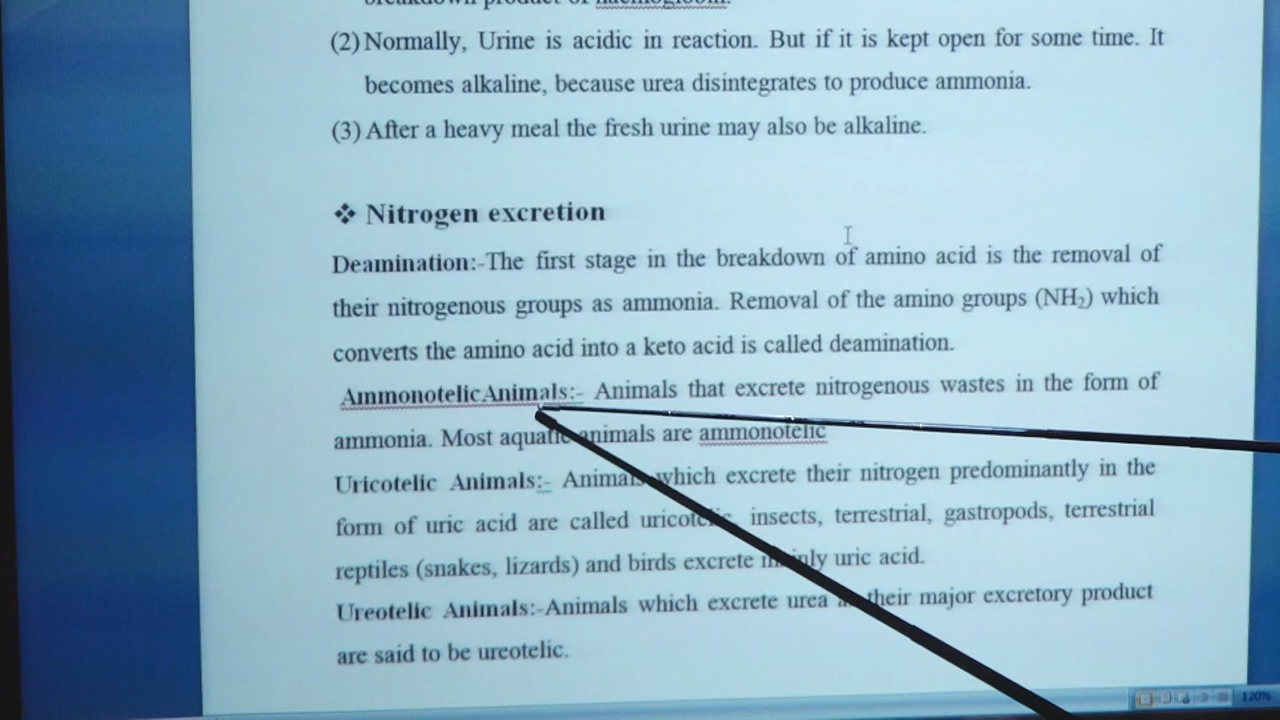 breakdown product of haemoglobin.
(2) Normally, Urine is acidic in reaction. But if it is kept open for some time. It
becomes alkaline, because urea disintegrates to produce ammonia.
(3) After a heavy meal the fresh urine may also be alkaline.
❖ Nitrogen excretion
Deamination:-The first stage in the breakdown of amino acid is the removal of
their nitrogenous groups as ammonia. Removal of the amino groups (NH₂) which
converts the amino acid into a keto acid is called deamination.
AmmonotelicAnimals:- Animals that excrete nitrogenous wastes in the form of
ammonia. Most aquatic animals are ammonotelic
Uricotelic Animals:- Animals which excrete their nitrogen predominantly in the
form of uric acid are called uricotelic, insects, terrestrial, gastropods, terrestrial
reptiles (snakes, lizards) and birds excrete mainly uric acid.
Ureotelic Animals:-Animals which excrete urea as their major excretory product
are said to be ureotelic.
120%